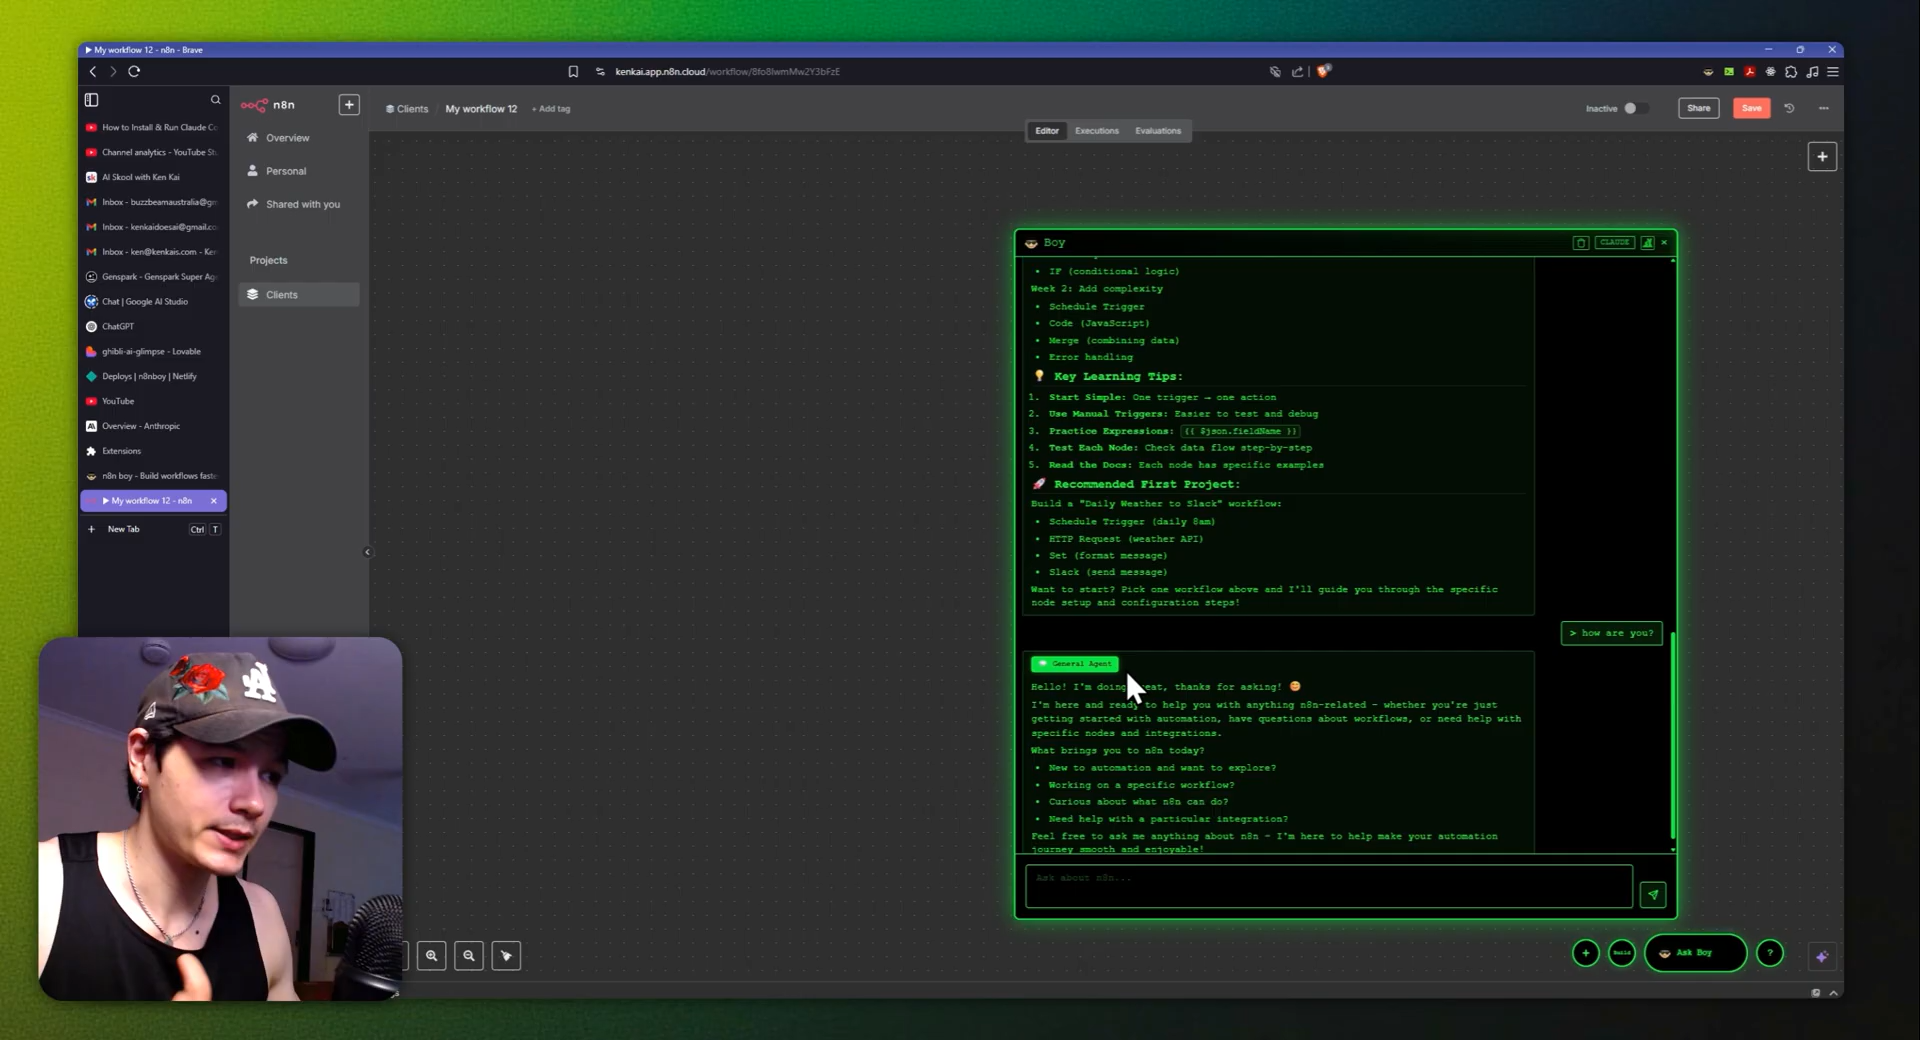 My workflow 12 - n8n - Brave
kenkai.app.n8n.cloud/workflow/8fo8IwmMw2Y3bFzE
How to Install & Run Claude Co
Channel analytics - YouTube St
AI Skool with Ken Kai
Inbox - buzzbeamaustralia@gm
Inbox - kenkaidoesai@gmail.co
Inbox - ken@kenkais.com - Ken
Genspark - Genspark Super Age
Chat | Google AI Studio
ChatGPT
ghibli-ai-glimpse - Lovable
Deploys | n8nboy | Netlify
YouTube
Overview - Anthropic
Extensions
n8n boy - Build workflows faste
My workflow 12 - n8n
New Tab Ctrl T
n8n
Overview
Personal
Shared with you
Projects
Clients
Clients / My workflow 12 + Add tag
Inactive Share Save
Editor Executions Evaluations
Boy CLAUDE
• IF (conditional logic)
Week 2: Add complexity
• Schedule Trigger
• Code (JavaScript)
• Merge (combining data)
• Error handling
💡 Key Learning Tips:
1. Start Simple: One trigger → one action
2. Use Manual Triggers: Easier to test and debug
3. Practice Expressions: {{ $json.fieldName }}
4. Test Each Node: Check data flow step-by-step
5. Read the Docs: Each node has specific examples
🚀 Recommended First Project:
Build a "Daily Weather to Slack" workflow:
• Schedule Trigger (daily 8am)
• HTTP Request (weather API)
• Set (format message)
• Slack (send message)
Want to start? Pick one workflow above and I'll guide you through the specific
node setup and configuration steps!
> how are you?
General Agent
Hello! I'm doing eat, thanks for asking! 😊
I'm here and ready to help you with anything n8n-related - whether you're just
getting started with automation, have questions about workflows, or need help with
specific nodes and integrations.
What brings you to n8n today?
• New to automation and want to explore?
• Working on a specific workflow?
• Curious about what n8n can do?
• Need help with a particular integration?
Feel free to ask me anything about n8n - I'm here to help make your automation
journey smooth and enjoyable!
Ask about n8n...
+ Build Ask Boy ?